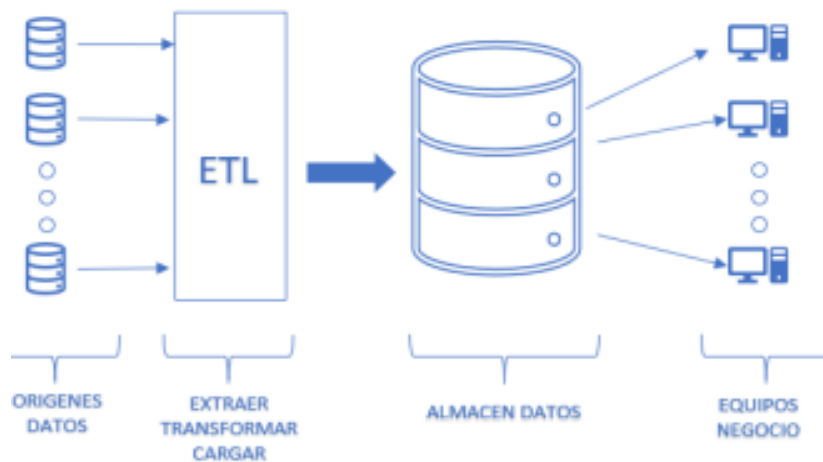 ETL
ORIGENES
DATOS
EXTRAER
TRANSFORMAR
CARGAR
ALMACEN DATOS
EQUIPOS
NEGOCIO